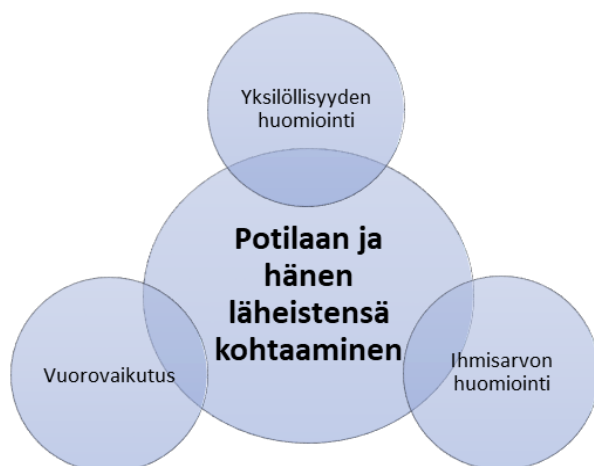 Yksilöllisyyden
huomiointi
Potilaan ja
hänen
läheistensä
kohtaaminen
Vuorovaikutus
Ihmisarvon
huomiointi